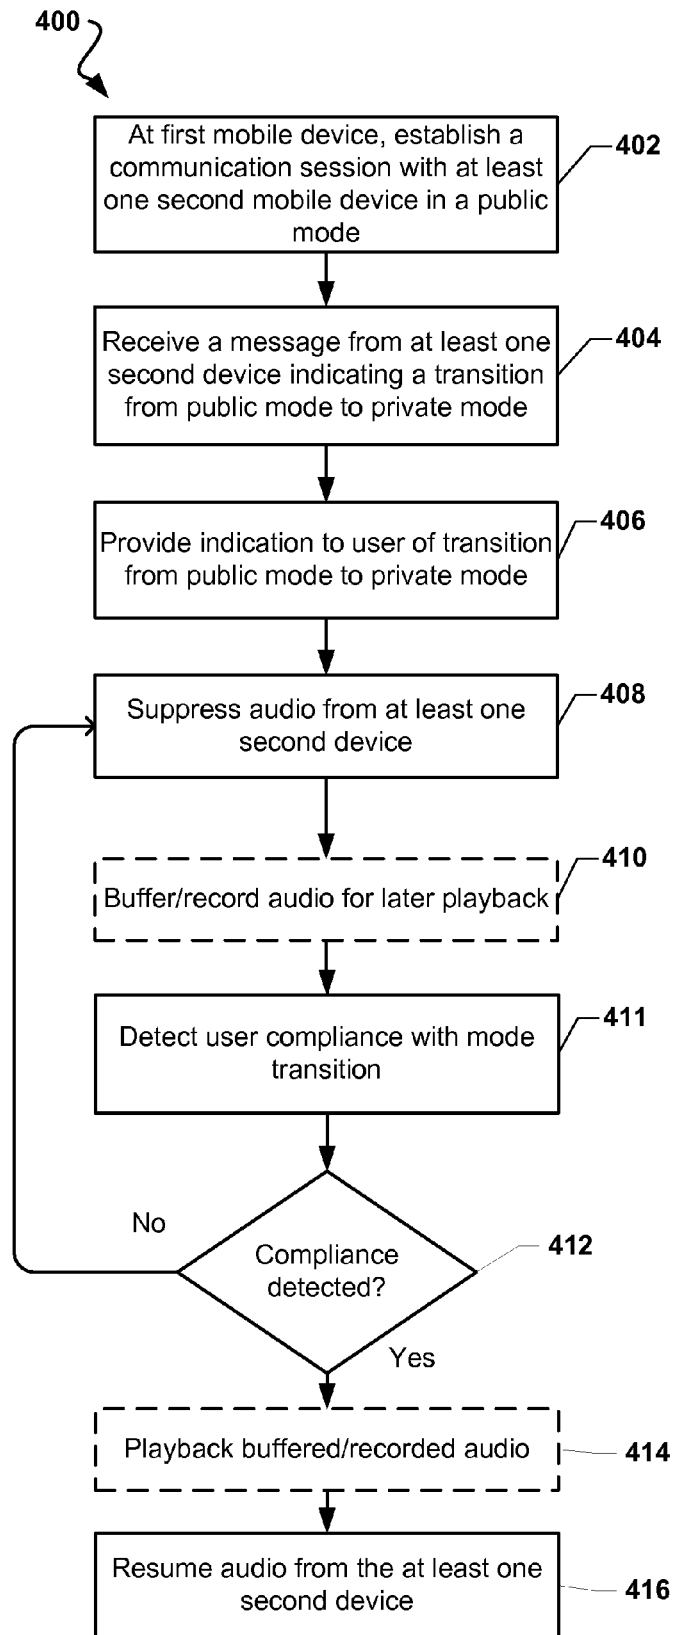 400
At first mobile device, establish a
communication session with at least
one second mobile device in a public
mode
402
Receive a message from at least one
second device indicating a transition
from public mode to private mode
404
Provide indication to user of transition
from public mode to private mode
406
Suppress audio from at least one
second device
408
Buffer/record audio for later playback
410
Detect user compliance with mode
transition
411
Compliance
detected?
412
No
Yes
Playback buffered/recorded audio
414
Resume audio from the at least one
second device
416